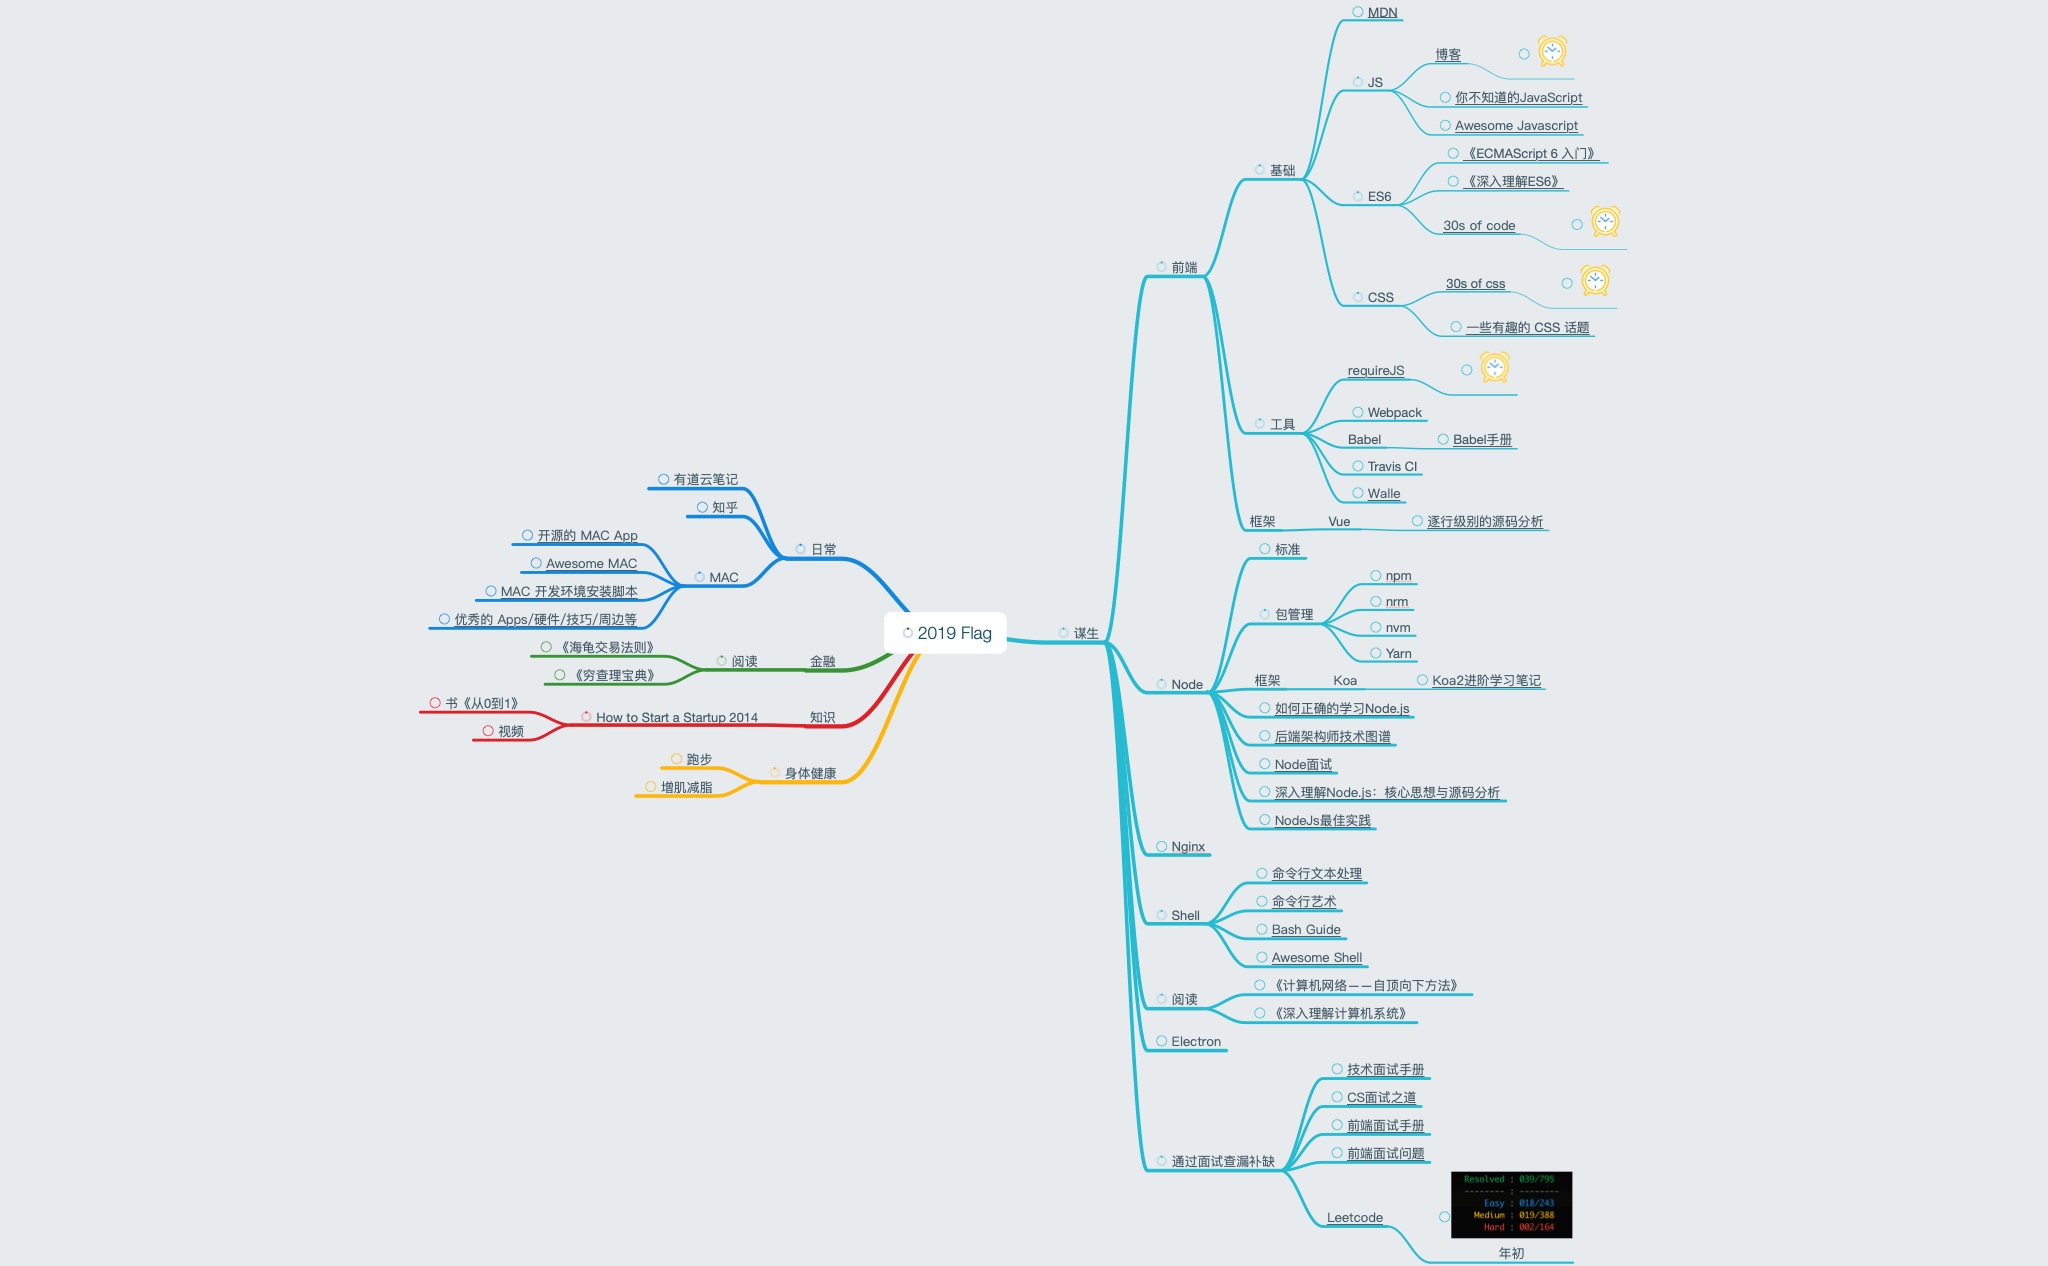 2019 Flag
日常
有道云笔记
知乎
MAC
开源的 MAC App
Awesome MAC
MAC 开发环境安装脚本
优秀的 Apps/硬件/技巧/周边等
金融
阅读
《海龟交易法则》
《穷查理宝典》
知识
How to Start a Startup 2014
书《从0到1》
视频
身体健康
跑步
增肌减脂
谋生
前端
基础
MDN
JS
博客
你不知道的JavaScript
Awesome Javascript
ES6
《ECMAScript 6 入门》
《深入理解ES6》
30s of code
CSS
30s of css
一些有趣的 CSS 话题
工具
requireJS
Webpack
Babel
Babel手册
Travis CI
Walle
框架
Vue
逐行级别的源码分析
Node
标准
包管理
npm
nrm
nvm
Yarn
框架
Koa
Koa2进阶学习笔记
如何正确的学习Node.js
后端架构师技术图谱
Node面试
深入理解Node.js：核心思想与源码分析
NodeJs最佳实践
Nginx
Shell
命令行文本处理
命令行艺术
Bash Guide
Awesome Shell
阅读
《计算机网络——自顶向下方法》
《深入理解计算机系统》
Electron
通过面试查漏补缺
技术面试手册
CS面试之道
前端面试手册
前端面试问题
Leetcode
Resolved : 039/795
-------- : --------
Easy : 018/243
Medium : 019/388
Hard : 002/164
年初